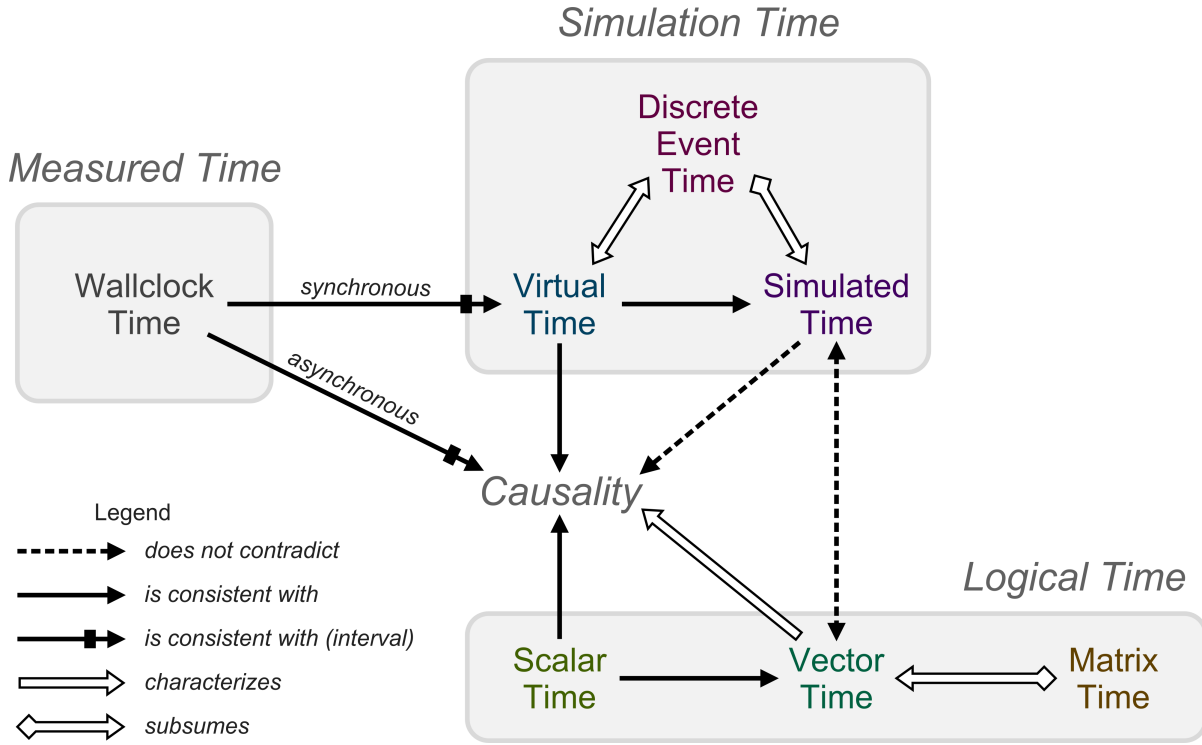 Simulation Time
Discrete
Event
Time
Measured Time
Wallclock
Time
synchronous
Virtual
Time
Simulated
Time
asynchronous
Causality
Legend
does not contradict
is consistent with
is consistent with (interval)
characterizes
subsumes
Logical Time
Scalar
Time
Vector
Time
Matrix
Time